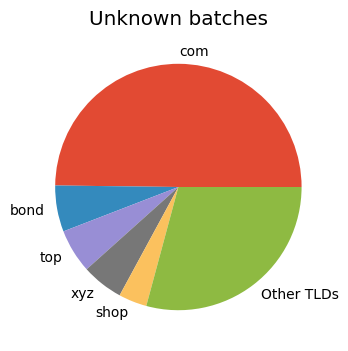 Unknown batches
com
bond
top
xyz
shop
Other TLDs